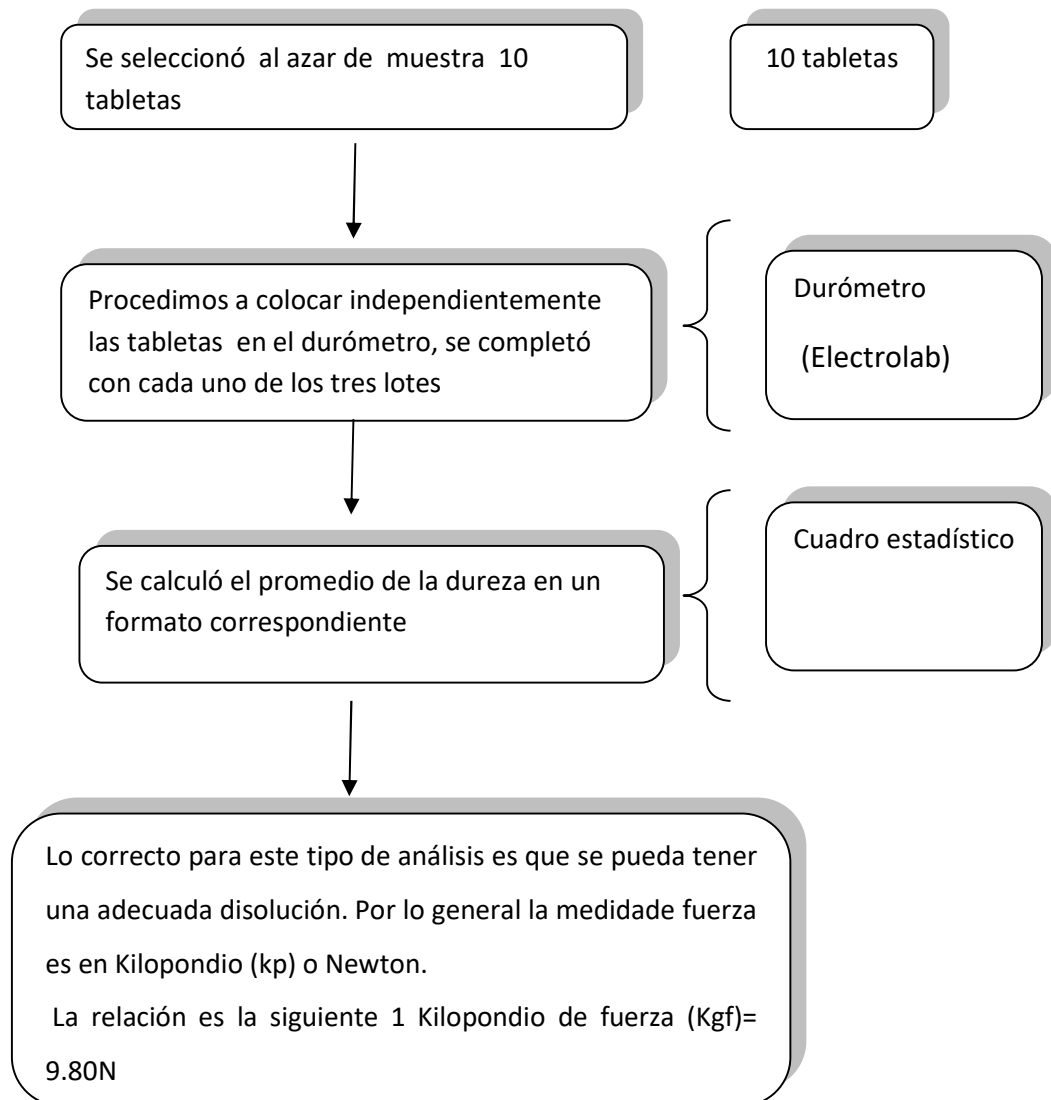 Se seleccionó al azar de muestra 10
tabletas
10 tabletas
Procedimos a colocar independientemente
las tabletas en el durómetro, se completó
con cada uno de los tres lotes
Durómetro
(Electrolab)
Se calculó el promedio de la dureza en un
formato correspondiente
Cuadro estadístico
Lo correcto para este tipo de análisis es que se pueda tener
una adecuada disolución. Por lo general la medidade fuerza
es en Kilopondio (kp) o Newton.
La relación es la siguiente 1 Kilopondio de fuerza (Kgf)=
9.80N